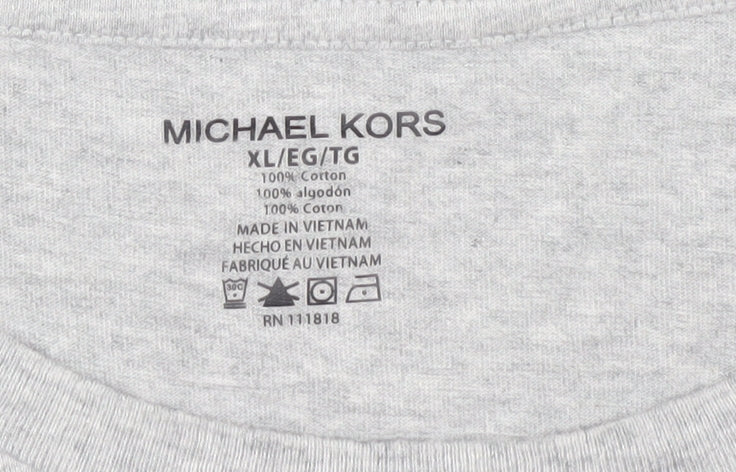 MICHAEL KORS
XL/EG/TG
100% Cotton
100% algodón
100% Coton
MADE IN VIETNAM
HECHO EN VIETNAM
FABRIQUÉ AU VIETNAM
30C
RN 111818